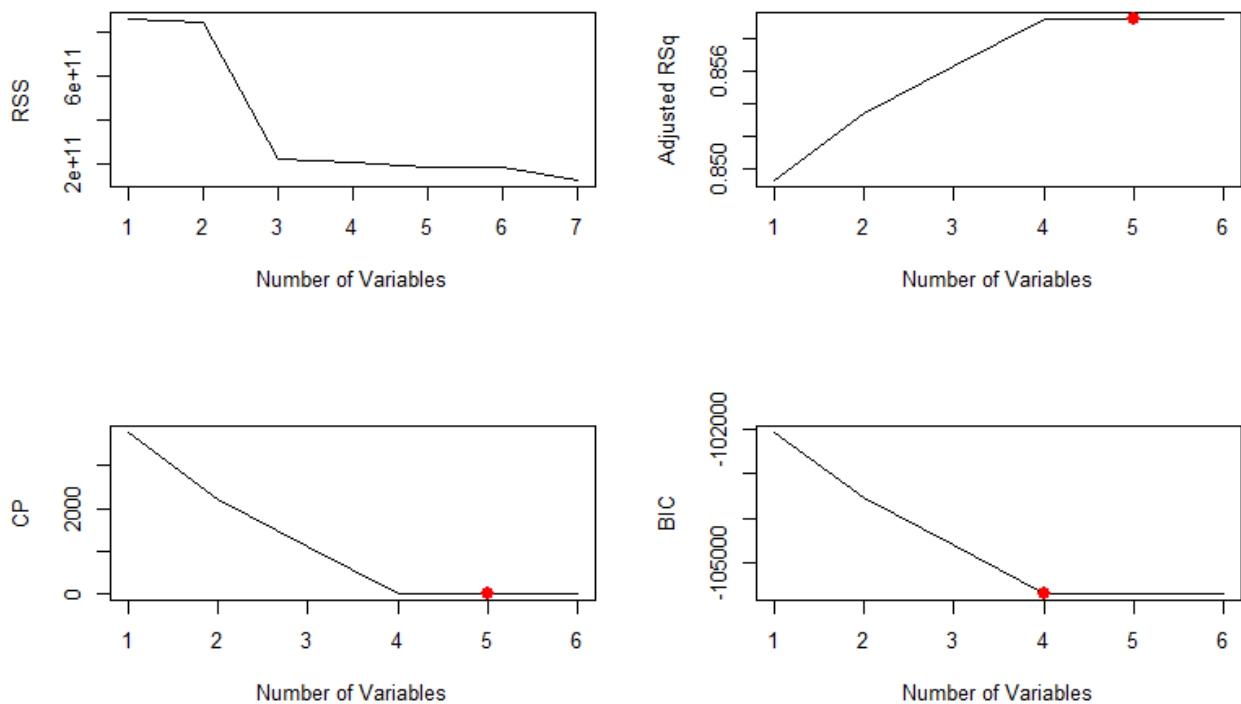 RSS
2e+11 6e+11
1 2 3 4 5 6 7
Number of Variables
Adjusted RSq
0.850 0.856
1 2 3 4 5 6
Number of Variables
CP
0 2000
1 2 3 4 5 6
Number of Variables
BIC
-105000 -102000
1 2 3 4 5 6
Number of Variables